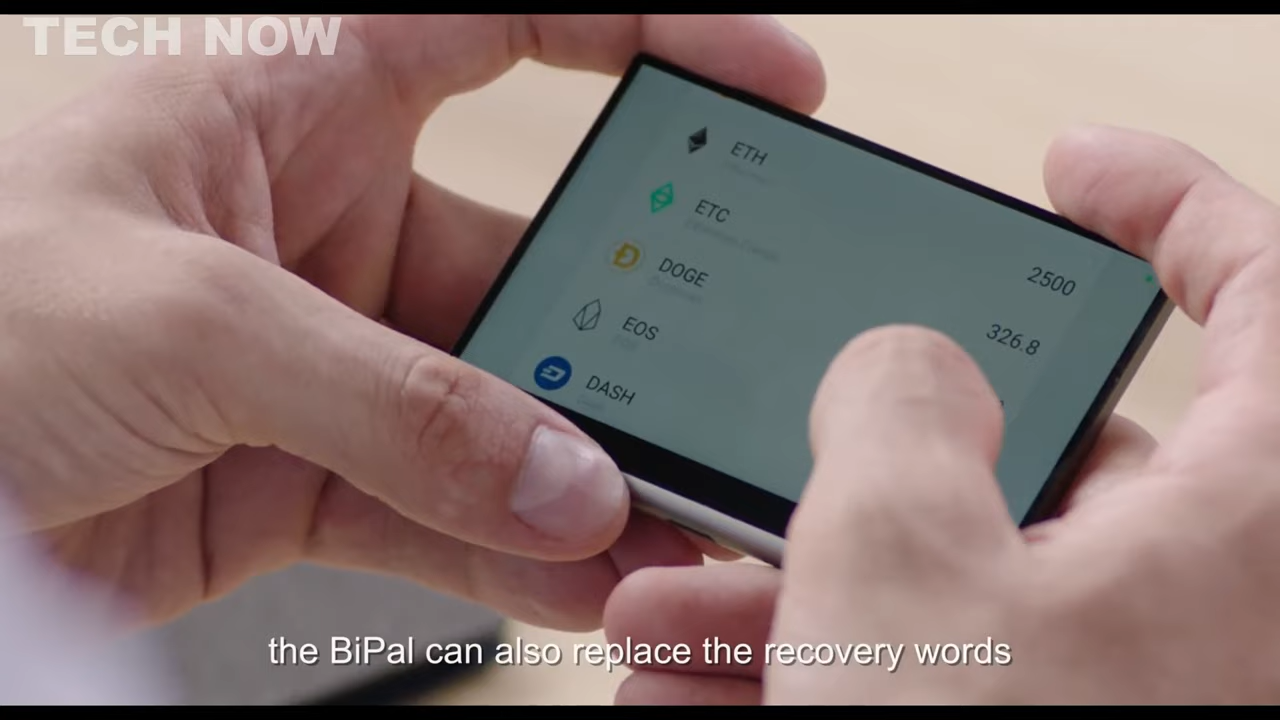 TECH NOW
ETH
ETC
2500
DOGE
326.8
EOS
DASH
the BiPal can also replace the recovery words